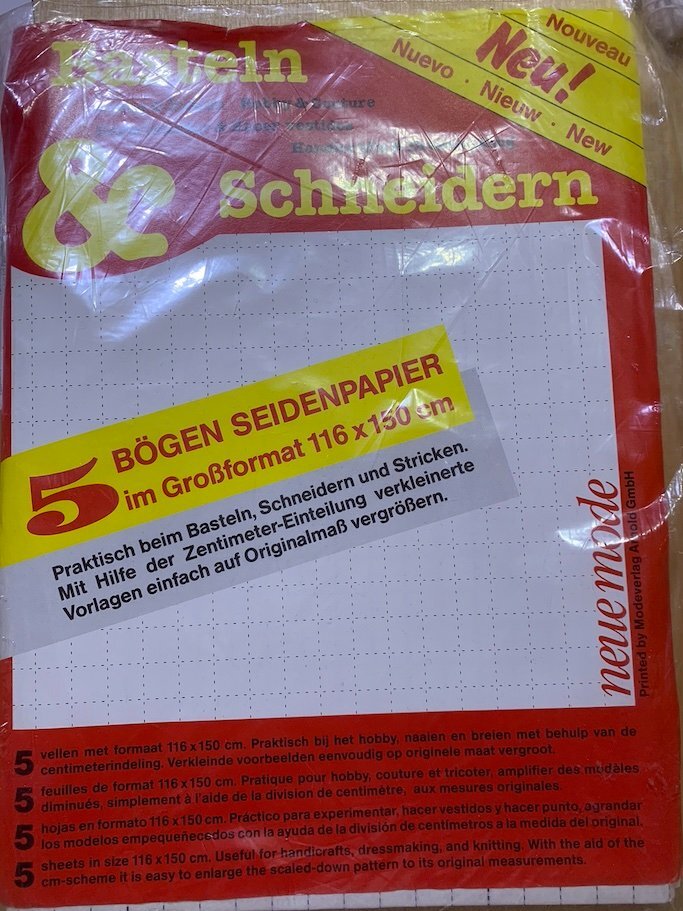 Basteln
Nouveau
Neu!
Nuevo · Nieuw · New
Hobby & Couture
&
Schneidern
5 BÖGEN SEIDENPAPIER
im Großformat 116 x 150 cm
Praktisch beim Basteln, Schneidern und Stricken.
Mit Hilfe der Zentimeter-Einteilung verkleinerte
Vorlagen einfach auf Originalmaß vergrößern.
neue mode
Printed by Modeverlag GmbH
5 vellen met formaat 116 x 150 cm. Praktisch bij het hobby, naaien en breien met behulp van de
centimeterindeling. Verkleinde voorbeelden eenvoudig op originele maat vergroot.
5 feuilles de format 116 x 150 cm. Pratique pour hobby, couture et tricoter, amplifier des modèles
diminués, simplement à l'aide de la division de centimètre, aux mesures originales.
5 hojas en formato 116 x 150 cm. Práctico para experimentar, hacer vestidos y hacer punto, agrandar
los modelos empequeñecedos con la ayuda de la división de centímetros a la medida del original.
5 sheets in size 116 x 150 cm. Useful for handicrafts, dressmaking, and knitting. With the aid of the
cm-scheme it is easy to enlarge the scaled-down pattern to its original measurements.